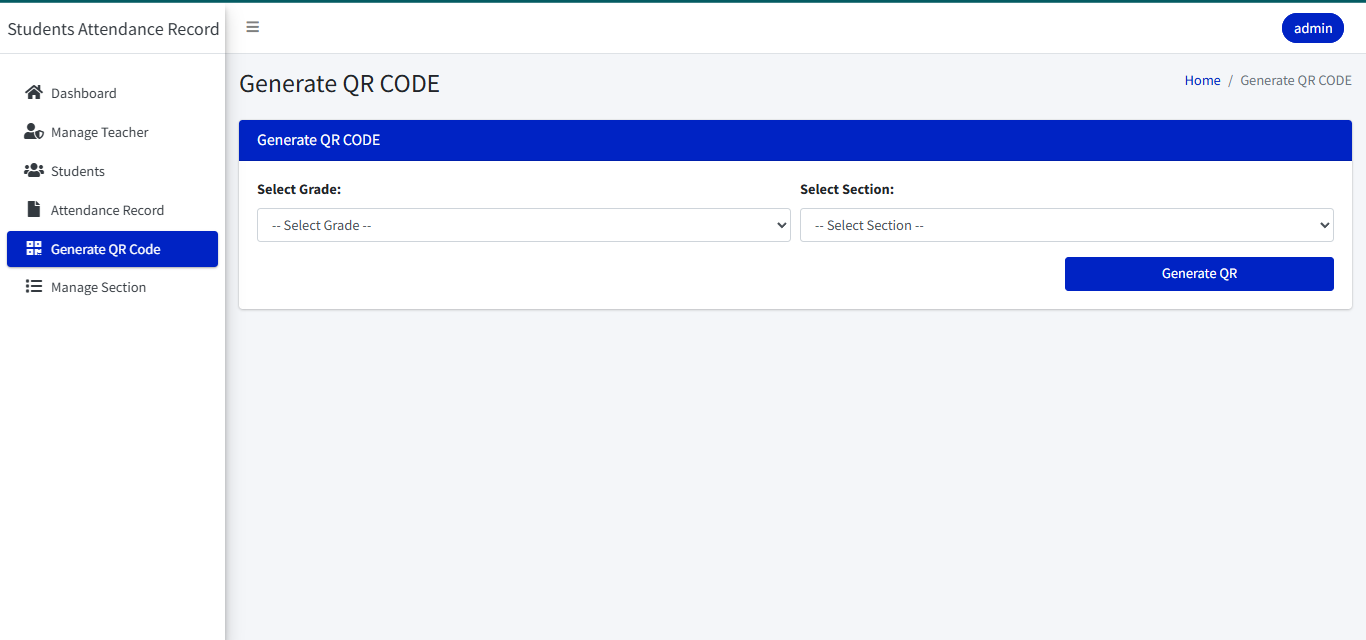 Students Attendance Record
admin
Dashboard
Manage Teacher
Students
Attendance Record
Generate QR Code
Manage Section
Generate QR CODE
Home / Generate QR CODE
Generate QR CODE
Select Grade:
Select Section:
-- Select Grade --
-- Select Section --
Generate QR